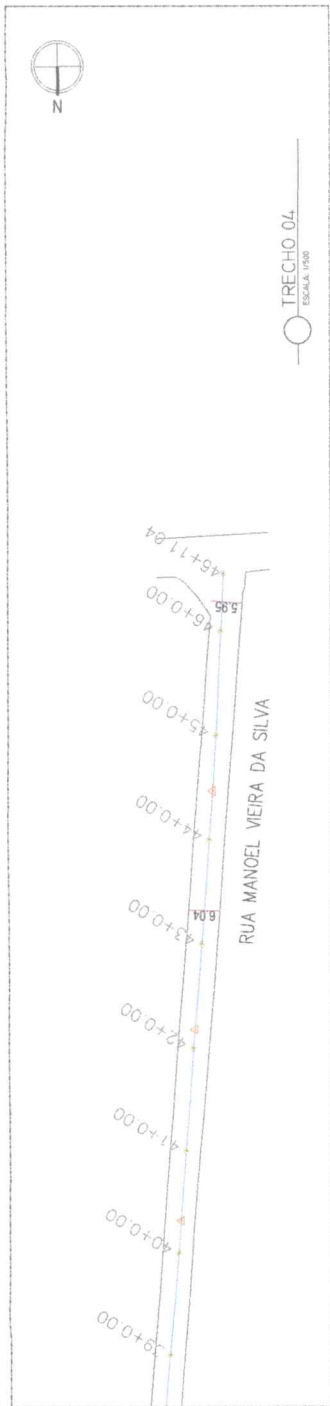 N
TRECHO 04
ESCALA: 1/500
46+11.04
46+0.00
5.95
45+0.00
44+0.00
RUA MANOEL VIEIRA DA SILVA
6.04
43+0.00
42+0.00
41+0.00
40+0.00
39+0.00